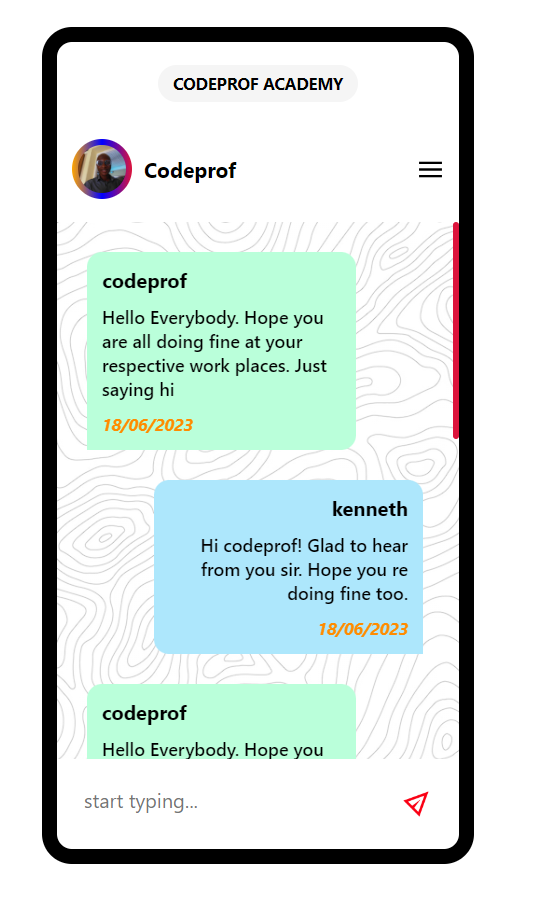 CODEPROF ACADEMY
Codeprof
codeprof
Hello Everybody. Hope you
are all doing fine at your
respective work places. Just
saying hi
18/06/2023
kenneth
Hi codeprof! Glad to hear
from you sir. Hope you re
doing fine too.
18/06/2023
codeprof
Hello Everybody. Hope you
start typing...